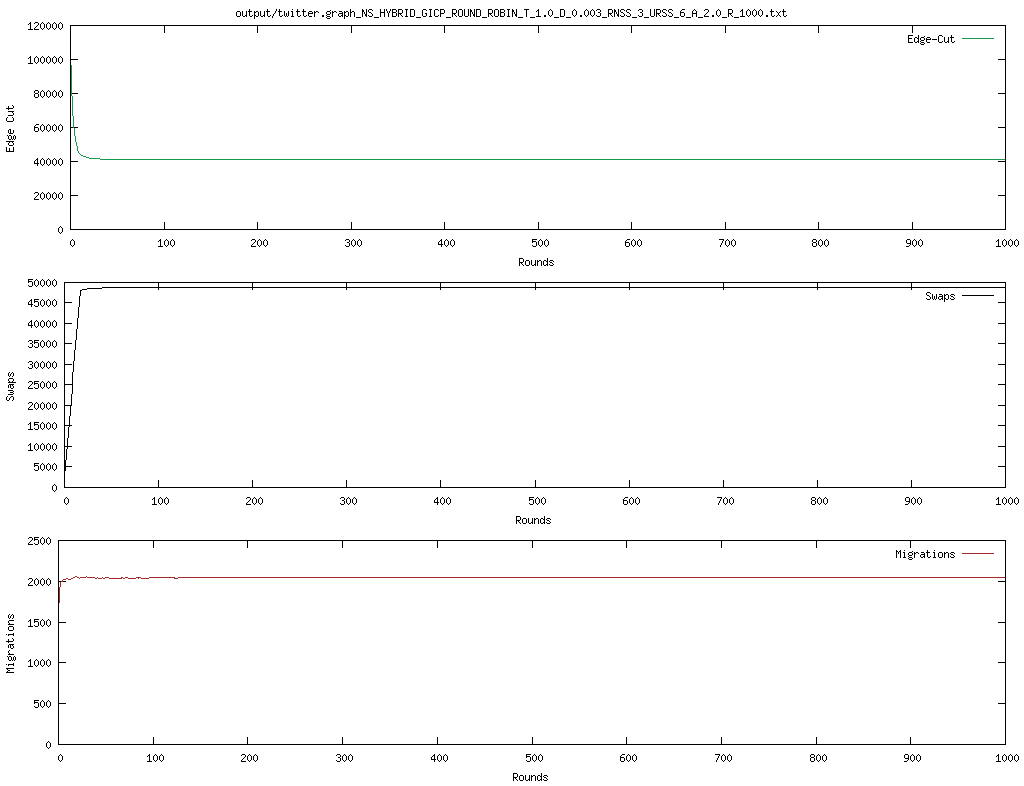 output/twitter.graph_NS_HYBRID_GICP_ROUND_ROBIN_T_1.0_D_0.003_RNSS_3_URSS_6_A_2.0_R_1000.txt
120000
100000
80000
60000
40000
20000
0
Edge Cut
Edge-Cut
0 100 200 300 400 500 600 700 800 900 1000
Rounds
50000
45000
40000
35000
30000
25000
20000
15000
10000
5000
0
Swaps
Swaps
0 100 200 300 400 500 600 700 800 900 1000
Rounds
2500
2000
1500
1000
500
0
Migrations
Migrations
0 100 200 300 400 500 600 700 800 900 1000
Rounds